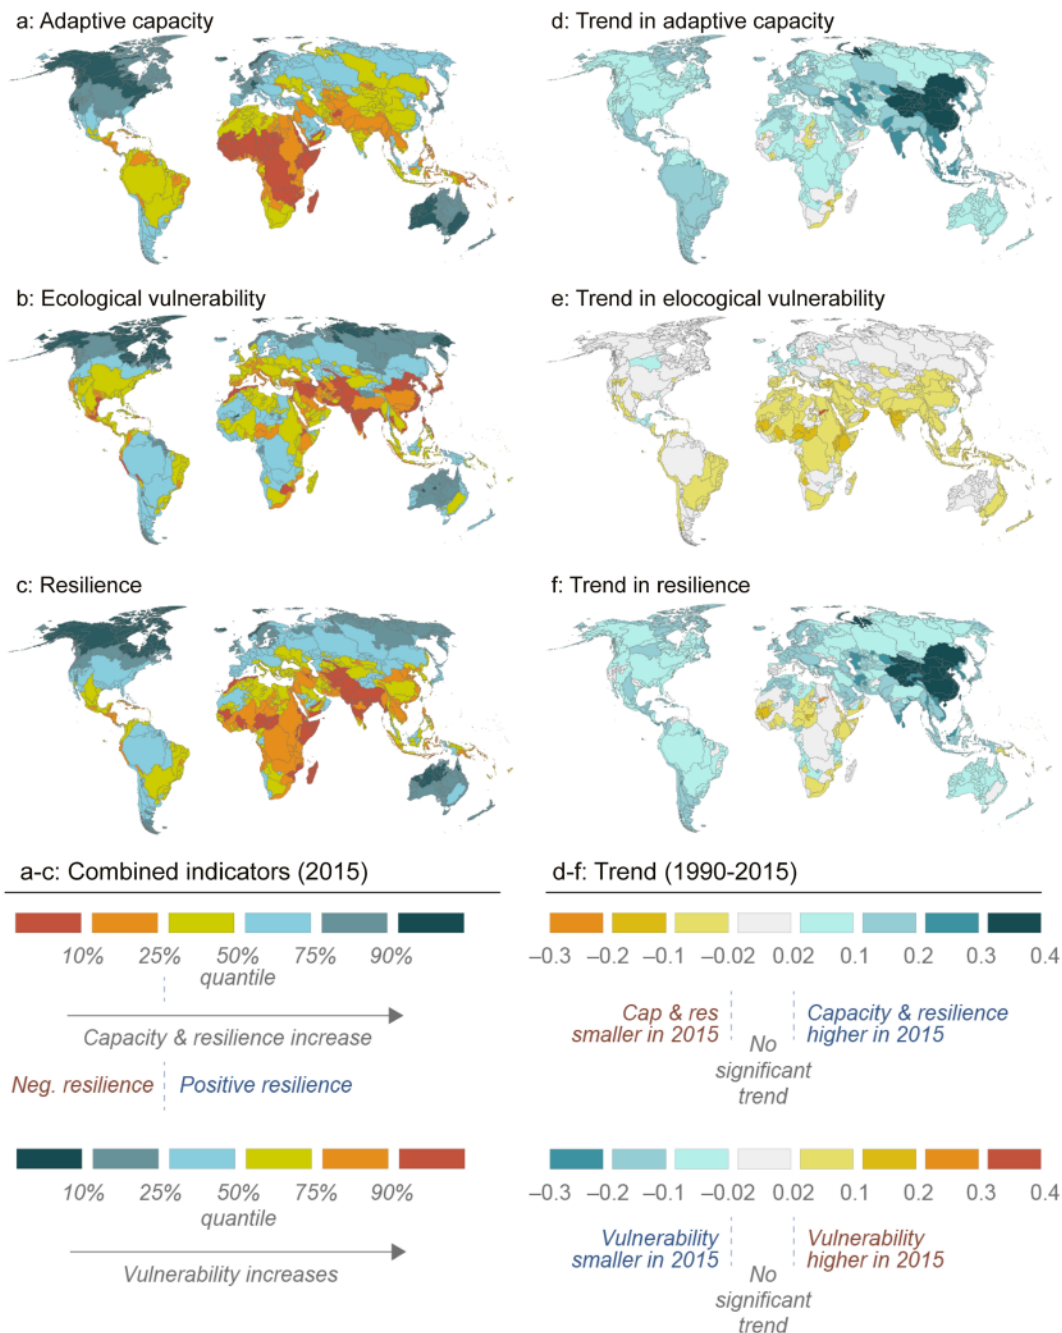 a: Adaptive capacity
d: Trend in adaptive capacity
b: Ecological vulnerability
e: Trend in elocogical vulnerability
c: Resilience
f: Trend in resilience
a-c: Combined indicators (2015)
10% 25% 50% 75% 90%
quantile
Capacity & resilience increase
Neg. resilience
Positive resilience
10% 25% 50% 75% 90%
quantile
Vulnerability increases
d-f: Trend (1990-2015)
–0.3 –0.2 –0.1 –0.02 0.02 0.1 0.2 0.3 0.4
Cap & res
smaller in 2015
Capacity & resilience
higher in 2015
No
significant
trend
–0.3 –0.2 –0.1 –0.02 0.02 0.1 0.2 0.3 0.4
Vulnerability
smaller in 2015
Vulnerability
higher in 2015
No
significant
trend